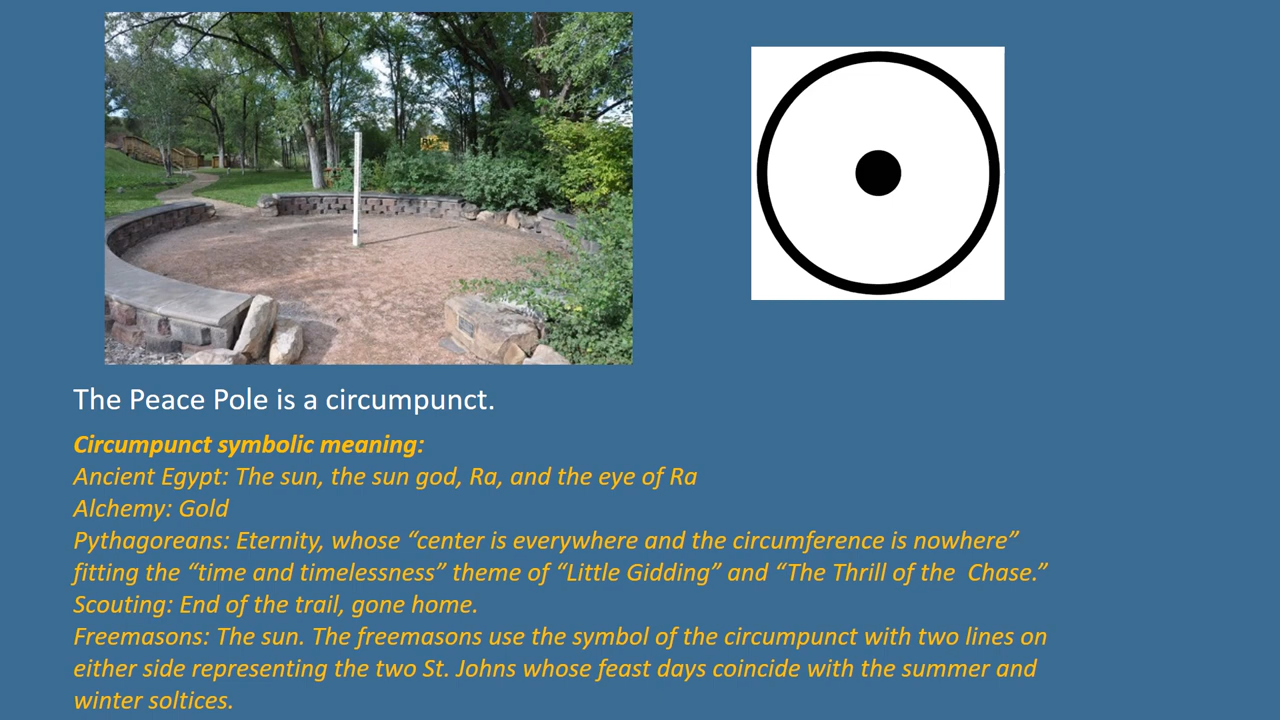 The Peace Pole is a circumpunct.
Circumpunct symbolic meaning:
Ancient Egypt: The sun, the sun god, Ra, and the eye of Ra
Alchemy: Gold
Pythagoreans: Eternity, whose “center is everywhere and the circumference is nowhere”
fitting the “time and timelessness” theme of “Little Gidding” and “The Thrill of the  Chase.”
Scouting: End of the trail, gone home.
Freemasons: The sun. The freemasons use the symbol of the circumpunct with two lines on
either side representing the two St. Johns whose feast days coincide with the summer and
winter soltices.